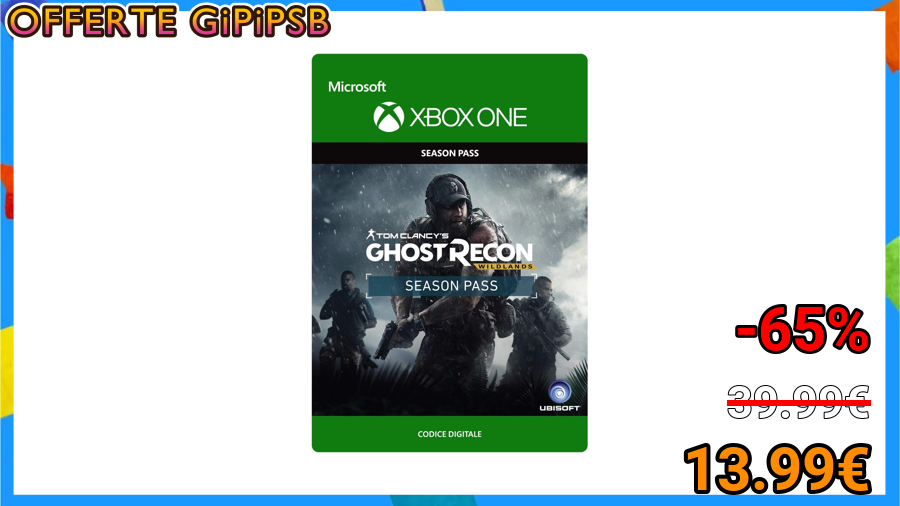 OFFERTE GiPiPSB
Microsoft
XBOX ONE
SEASON PASS
TOM CLANCY'S
GHOST RECON
WILDLANDS
SEASON PASS
UBISOFT
CODICE DIGITALE
-65%
39.99€
13.99€